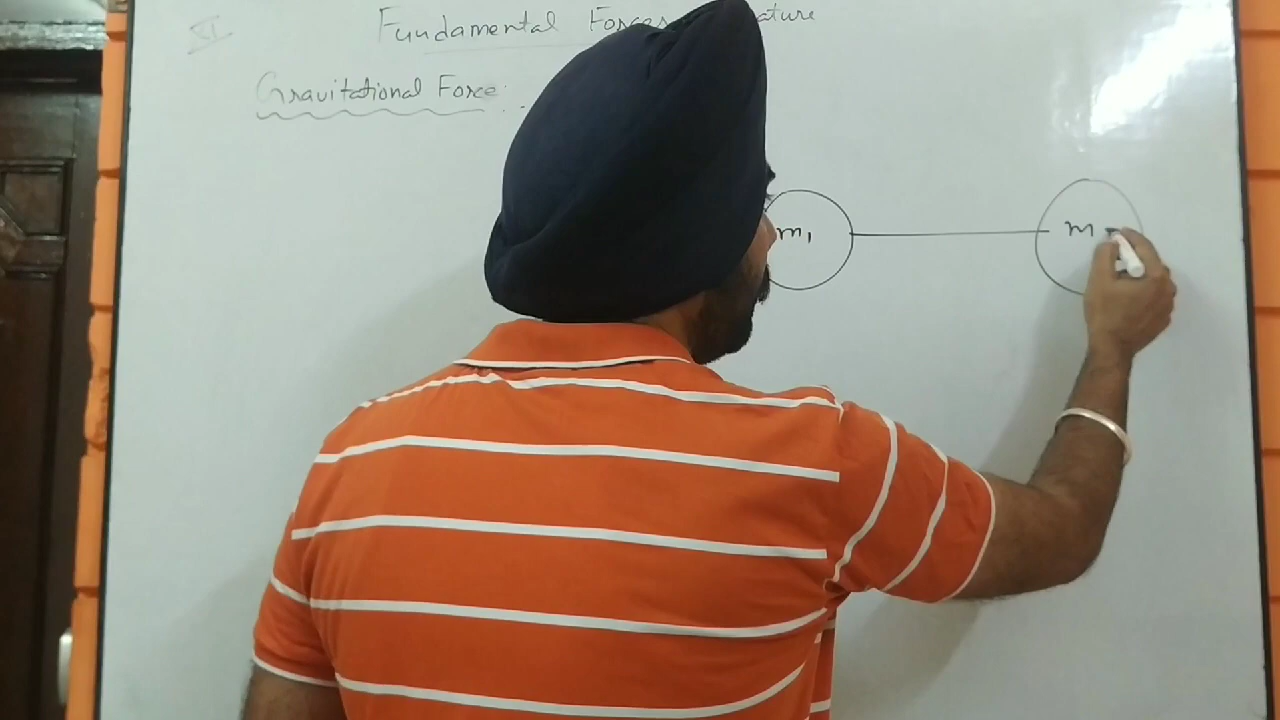 XI
Fundamental Forces ature
Gravitational Force:
m₁
m